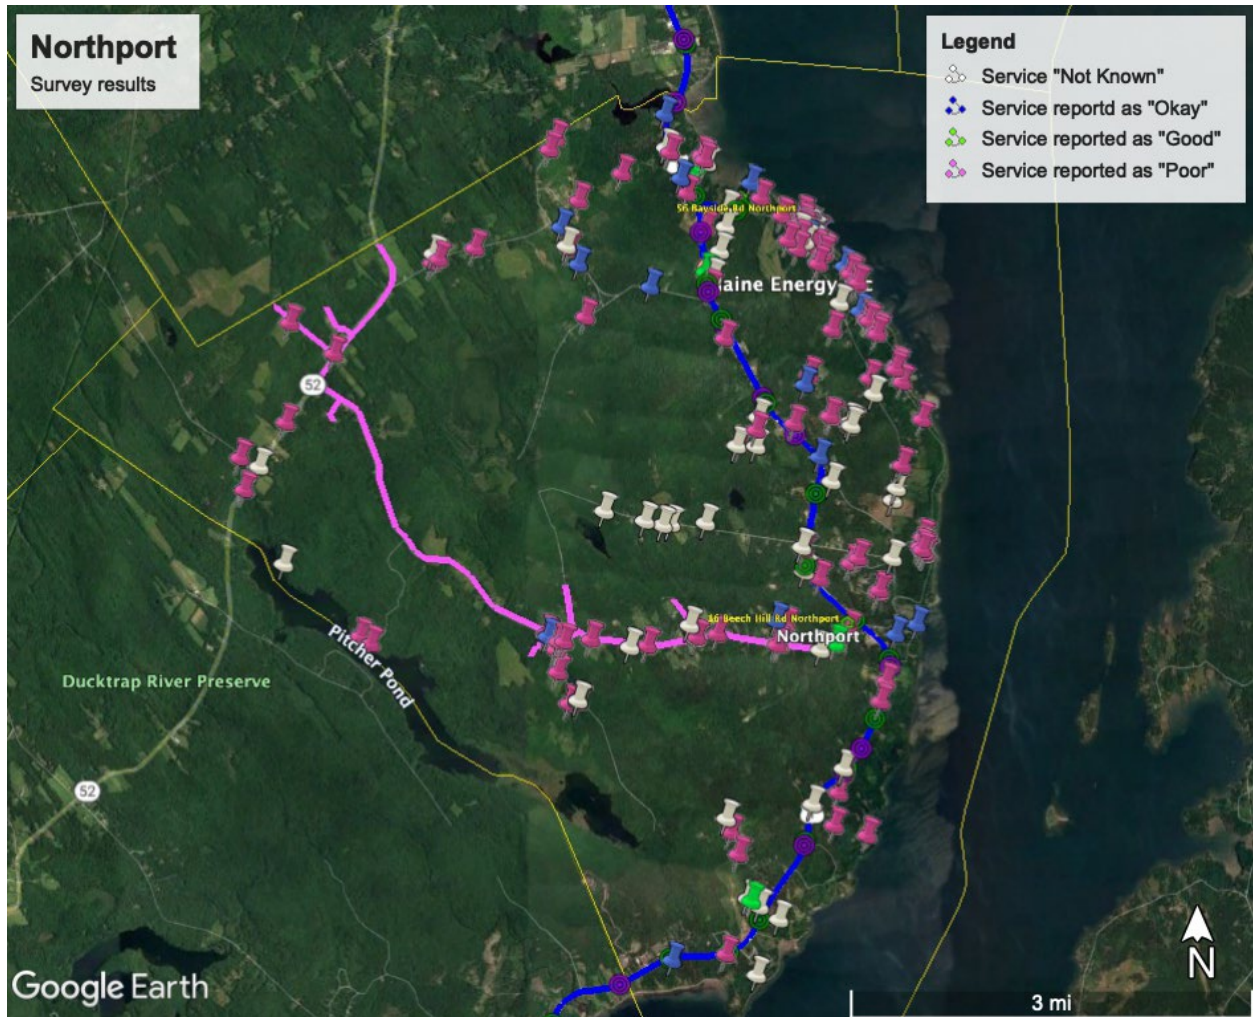 Northport
Survey results
Legend
Service "Not Known"
Service reportd as "Okay"
Service reported as "Good"
Service reported as "Poor"
56 Bayside Rd Northport
aine Energy
52
16 Beech Hill Rd Northport
Northport
Pitcher Pond
Ducktrap River Preserve
52
Google Earth
N
3 mi